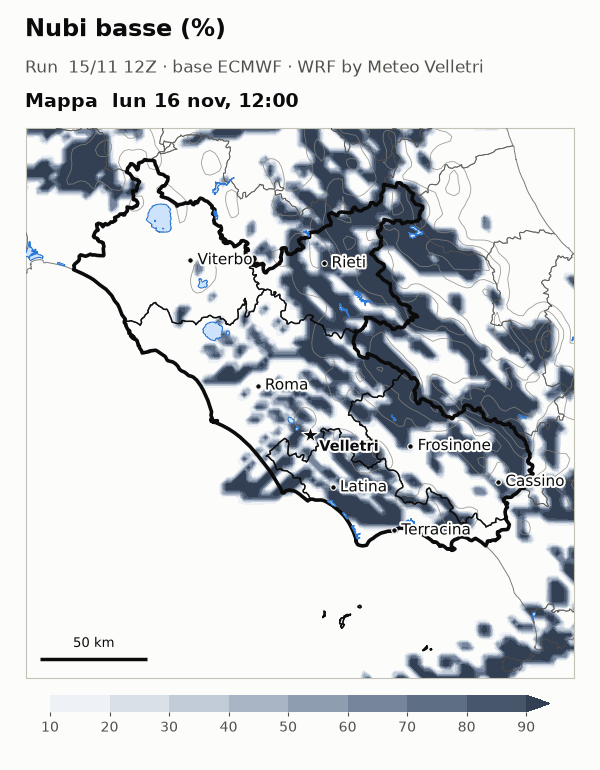 Nubi basse (%)
Run  15/11 12Z · base ECMWF · WRF by Meteo Velletri
Mappa  lun 16 nov, 12:00
Viterbo
Rieti
Roma
Velletri
Frosinone
Cassino
Latina
Terracina
50 km
10 20 30 40 50 60 70 80 90